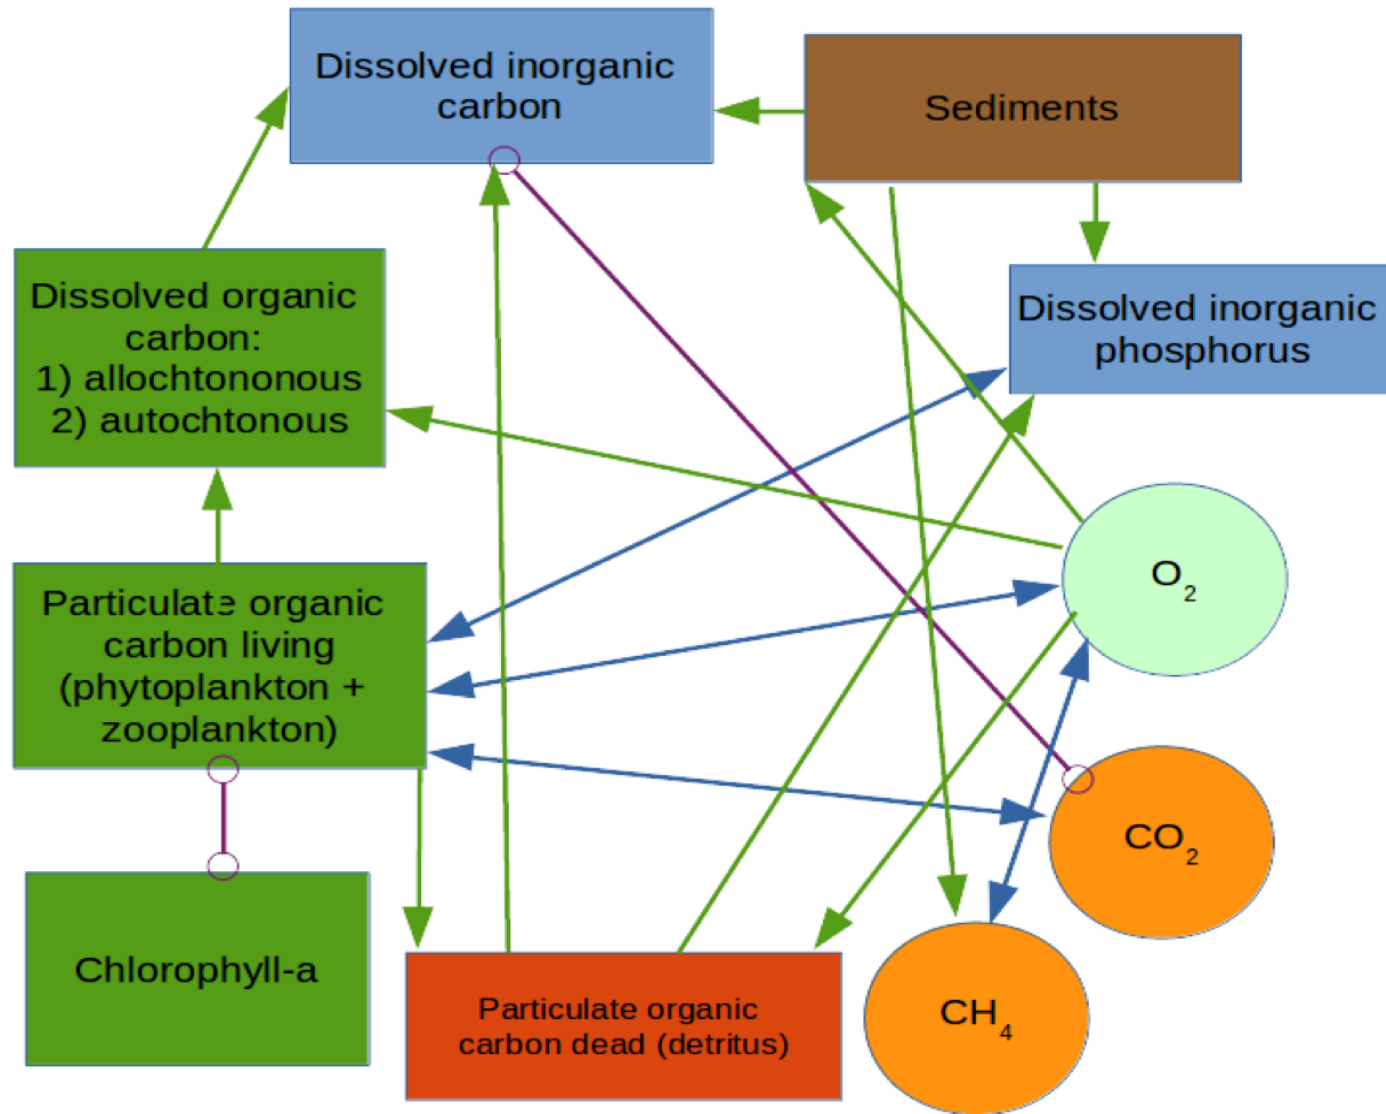 Dissolved inorganic
carbon
Sediments
Dissolved organic
carbon:
1) allochtononous
2) autochtonous
Dissolved inorganic
phosphorus
Particulate organic
carbon living
(phytoplankton +
zooplankton)
O2
CO2
Chlorophyll-a
Particulate organic
carbon dead (detritus)
CH4